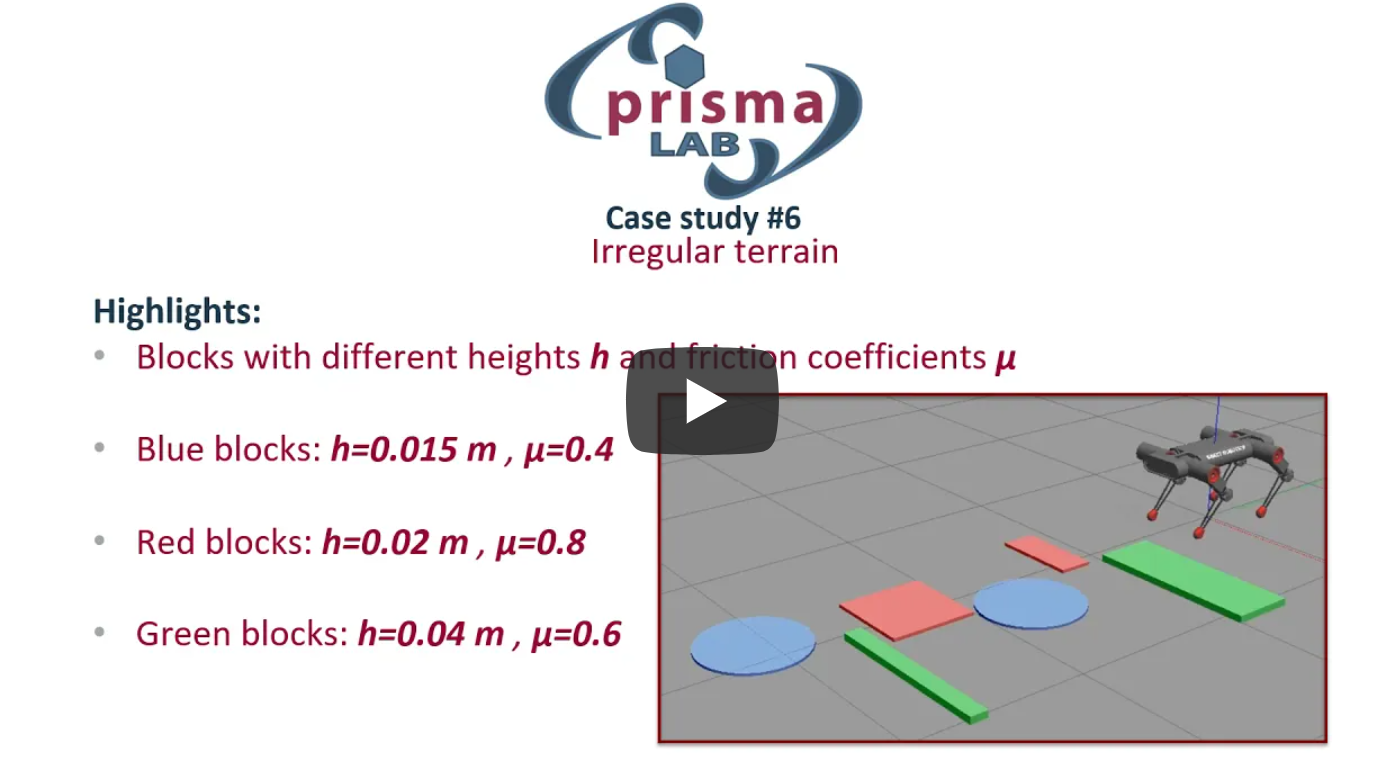 prisma
LAB
Case study #6
Irregular terrain
Highlights:
• Blocks with different heights h and friction coefficients μ
• Blue blocks: h=0.015 m , μ=0.4
• Red blocks: h=0.02 m , μ=0.8
• Green blocks: h=0.04 m , μ=0.6